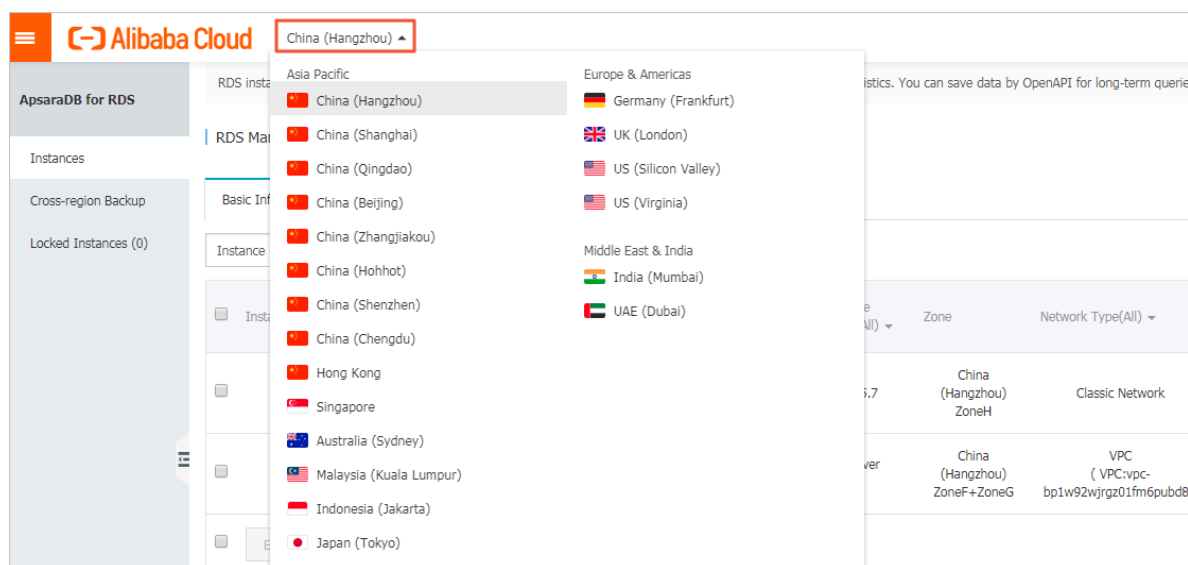 Alibaba Cloud
China (Hangzhou)
ApsaraDB for RDS
Instances
Cross-region Backup
Locked Instances (0)
RDS
istics. You can save data by OpenAPI for long-term
RDS
Basic
Instance
Asia Pacific
China (Hangzhou)
China (Shanghai)
China (Qingdao)
China (Beijing)
China (Zhangjiakou)
China (Hohhot)
China (Shenzhen)
China (Chengdu)
Hong Kong
Singapore
Australia (Sydney)
Malaysia (Kuala Lumpur)
Indonesia (Jakarta)
Japan (Tokyo)
Europe & Americas
Germany (Frankfurt)
UK (London)
US (Silicon Valley)
US (Virginia)
Middle East & India
India (Mumbai)
UAE (Dubai)
Zone
Network Type(All)
5.7
China
(Hangzhou)
ZoneH
Classic Network
China
(Hangzhou)
ZoneF+ZoneG
VPC
( VPC:vpc-
bp1w92wjrgz01fm6pubd8